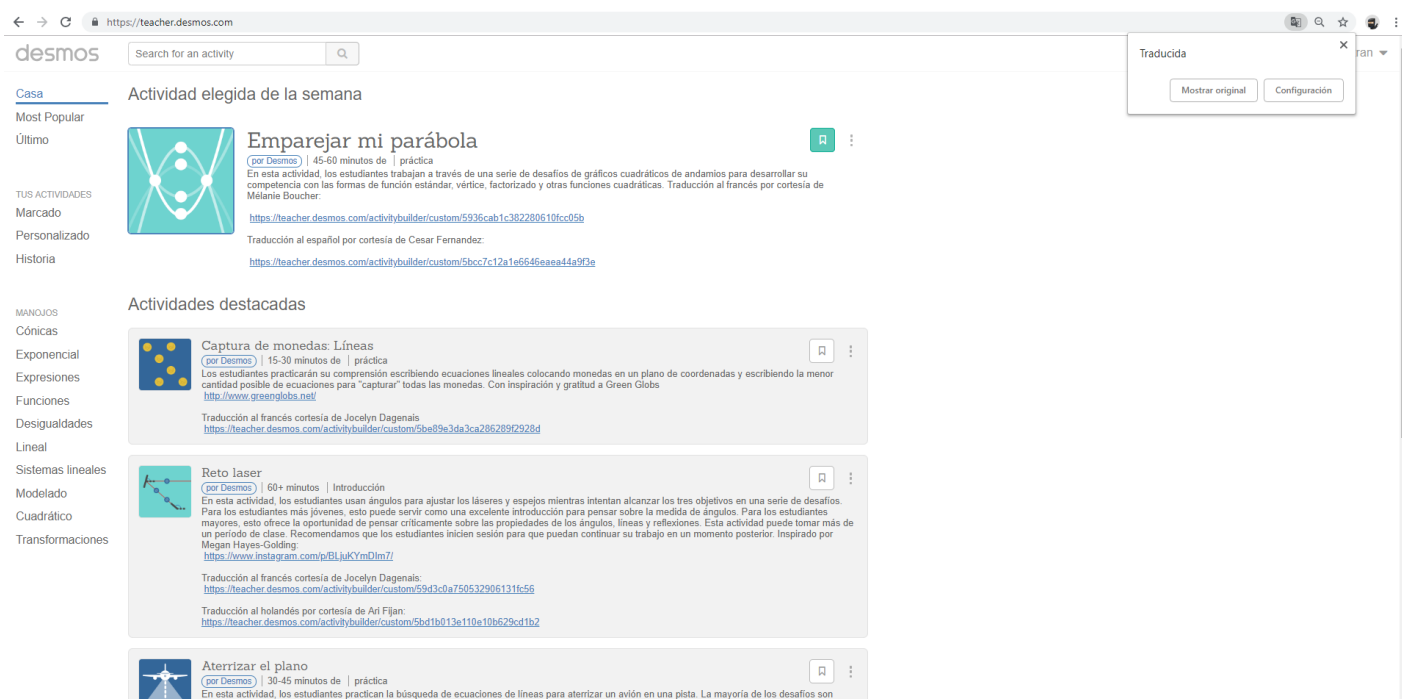 https://teacher.desmos.com
desmos
Search for an activity
Traducida
ran
Mostrar original
Configuración
Casa
Most Popular
Último
TUS ACTIVIDADES
Marcado
Personalizado
Historia
MANOJOS
Cónicas
Exponencial
Expresiones
Funciones
Desigualdades
Lineal
Sistemas lineales
Modelado
Cuadrático
Transformaciones
Actividad elegida de la semana
Emparejar mi parábola
por Desmos | 45-60 minutos de | práctica
En esta actividad, los estudiantes trabajan a través de una serie de desafíos de gráficos cuadráticos de andamios para desarrollar su
competencia con las formas de función estándar, vértice, factorizado y otras funciones cuadráticas. Traducción al francés por cortesía de
Mélanie Boucher:
https://teacher.desmos.com/activitybuilder/custom/5936cab1c382280610fcc05b
Traducción al español por cortesía de Cesar Fernandez:
https://teacher.desmos.com/activitybuilder/custom/5bcc7c12a1e6646eaea44a9f3e
Actividades destacadas
Captura de monedas: Líneas
por Desmos | 15-30 minutos de | práctica
Los estudiantes practicarán su comprensión escribiendo ecuaciones lineales colocando monedas en un plano de coordenadas y escribiendo la menor
cantidad posible de ecuaciones para "capturar" todas las monedas. Con inspiración y gratitud a Green Globs
http://www.greenglobs.net/
Traducción al francés cortesía de Jocelyn Dagenais
https://teacher.desmos.com/activitybuilder/custom/5be89e3da3ca286289f2928d
Reto laser
por Desmos | 60+ minutos | Introducción
En esta actividad, los estudiantes usan ángulos para ajustar los láseres y espejos mientras intentan alcanzar los tres objetivos en una serie de desafíos.
Para los estudiantes más jóvenes, esto puede servir como una excelente introducción para pensar sobre la medida de ángulos. Para los estudiantes
mayores, esto ofrece la oportunidad de pensar críticamente sobre las propiedades de los ángulos, líneas y reflexiones. Esta actividad puede tomar más de
un período de clase. Recomendamos que los estudiantes inicien sesión para que puedan continuar su trabajo en un momento posterior. Inspirado por
Megan Hayes-Golding:
https://www.instagram.com/p/BLjuKYmDIm7/
Traducción al francés cortesía de Jocelyn Dagenais:
https://teacher.desmos.com/activitybuilder/custom/59d3c0a750532906131fc56
Traducción al holandés por cortesía de Ari Fijan:
https://teacher.desmos.com/activitybuilder/custom/5bd1b013e110e10b629cd1b2
Aterrizar el plano
por Desmos | 30-45 minutos de | práctica
En esta actividad, los estudiantes practican la búsqueda de ecuaciones de líneas para aterrizar un avión en una pista. La mayoría de los desafíos son